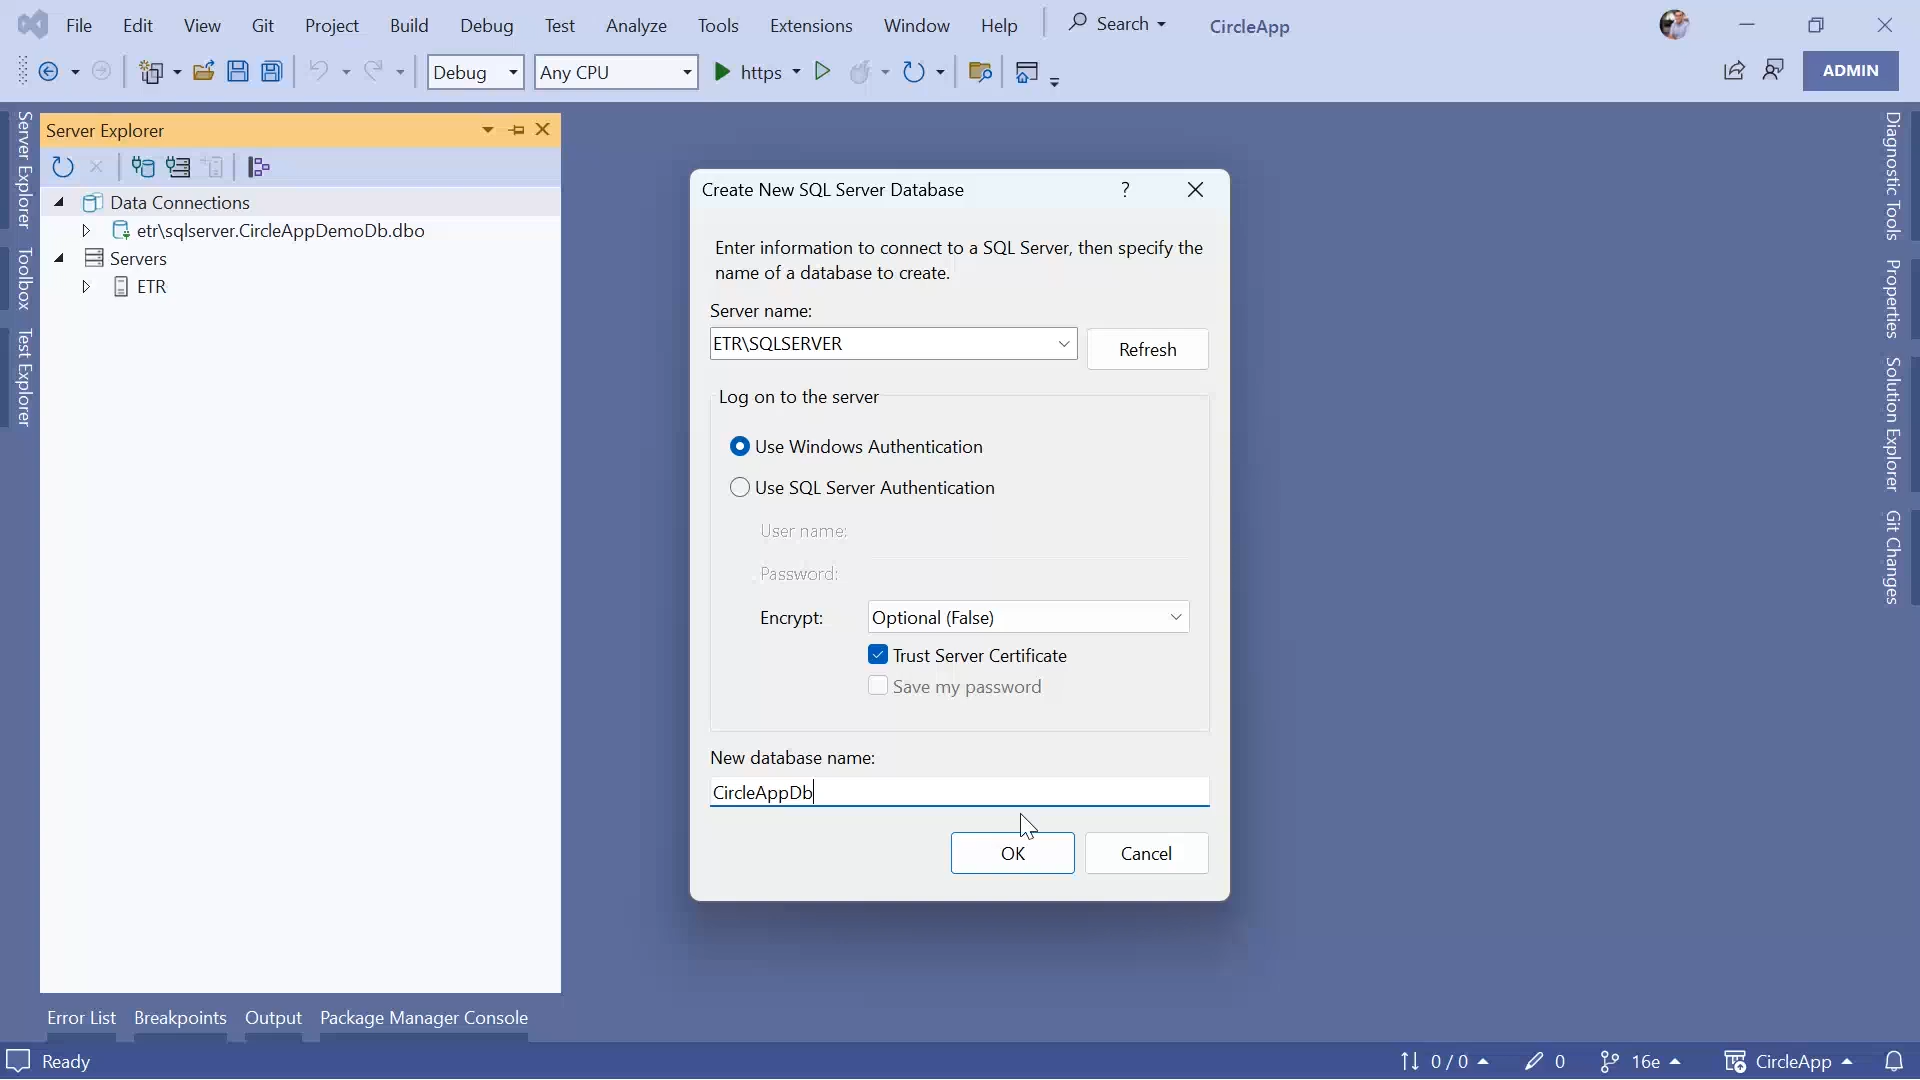 File Edit View Git Project Build Debug Test Analyze Tools Extensions Window Help Search CircleApp
Debug Any CPU https ADMIN
Server Explorer
Toolbox
Test Explorer
Server Explorer
Data Connections
etr\sqlserver.CircleAppDemoDb.dbo
Servers
ETR
Create New SQL Server Database ?
Enter information to connect to a SQL Server, then specify the
name of a database to create.
Server name:
ETR\SQLSERVER
Refresh
Log on to the server
Use Windows Authentication
Use SQL Server Authentication
User name:
Password:
Encrypt: Optional (False)
Trust Server Certificate
Save my password
New database name:
CircleAppDb
OK Cancel
Diagnostic Tools
Properties
Solution Explorer
Git Changes
Error List Breakpoints Output Package Manager Console
Ready 0 / 0 0 16e CircleApp